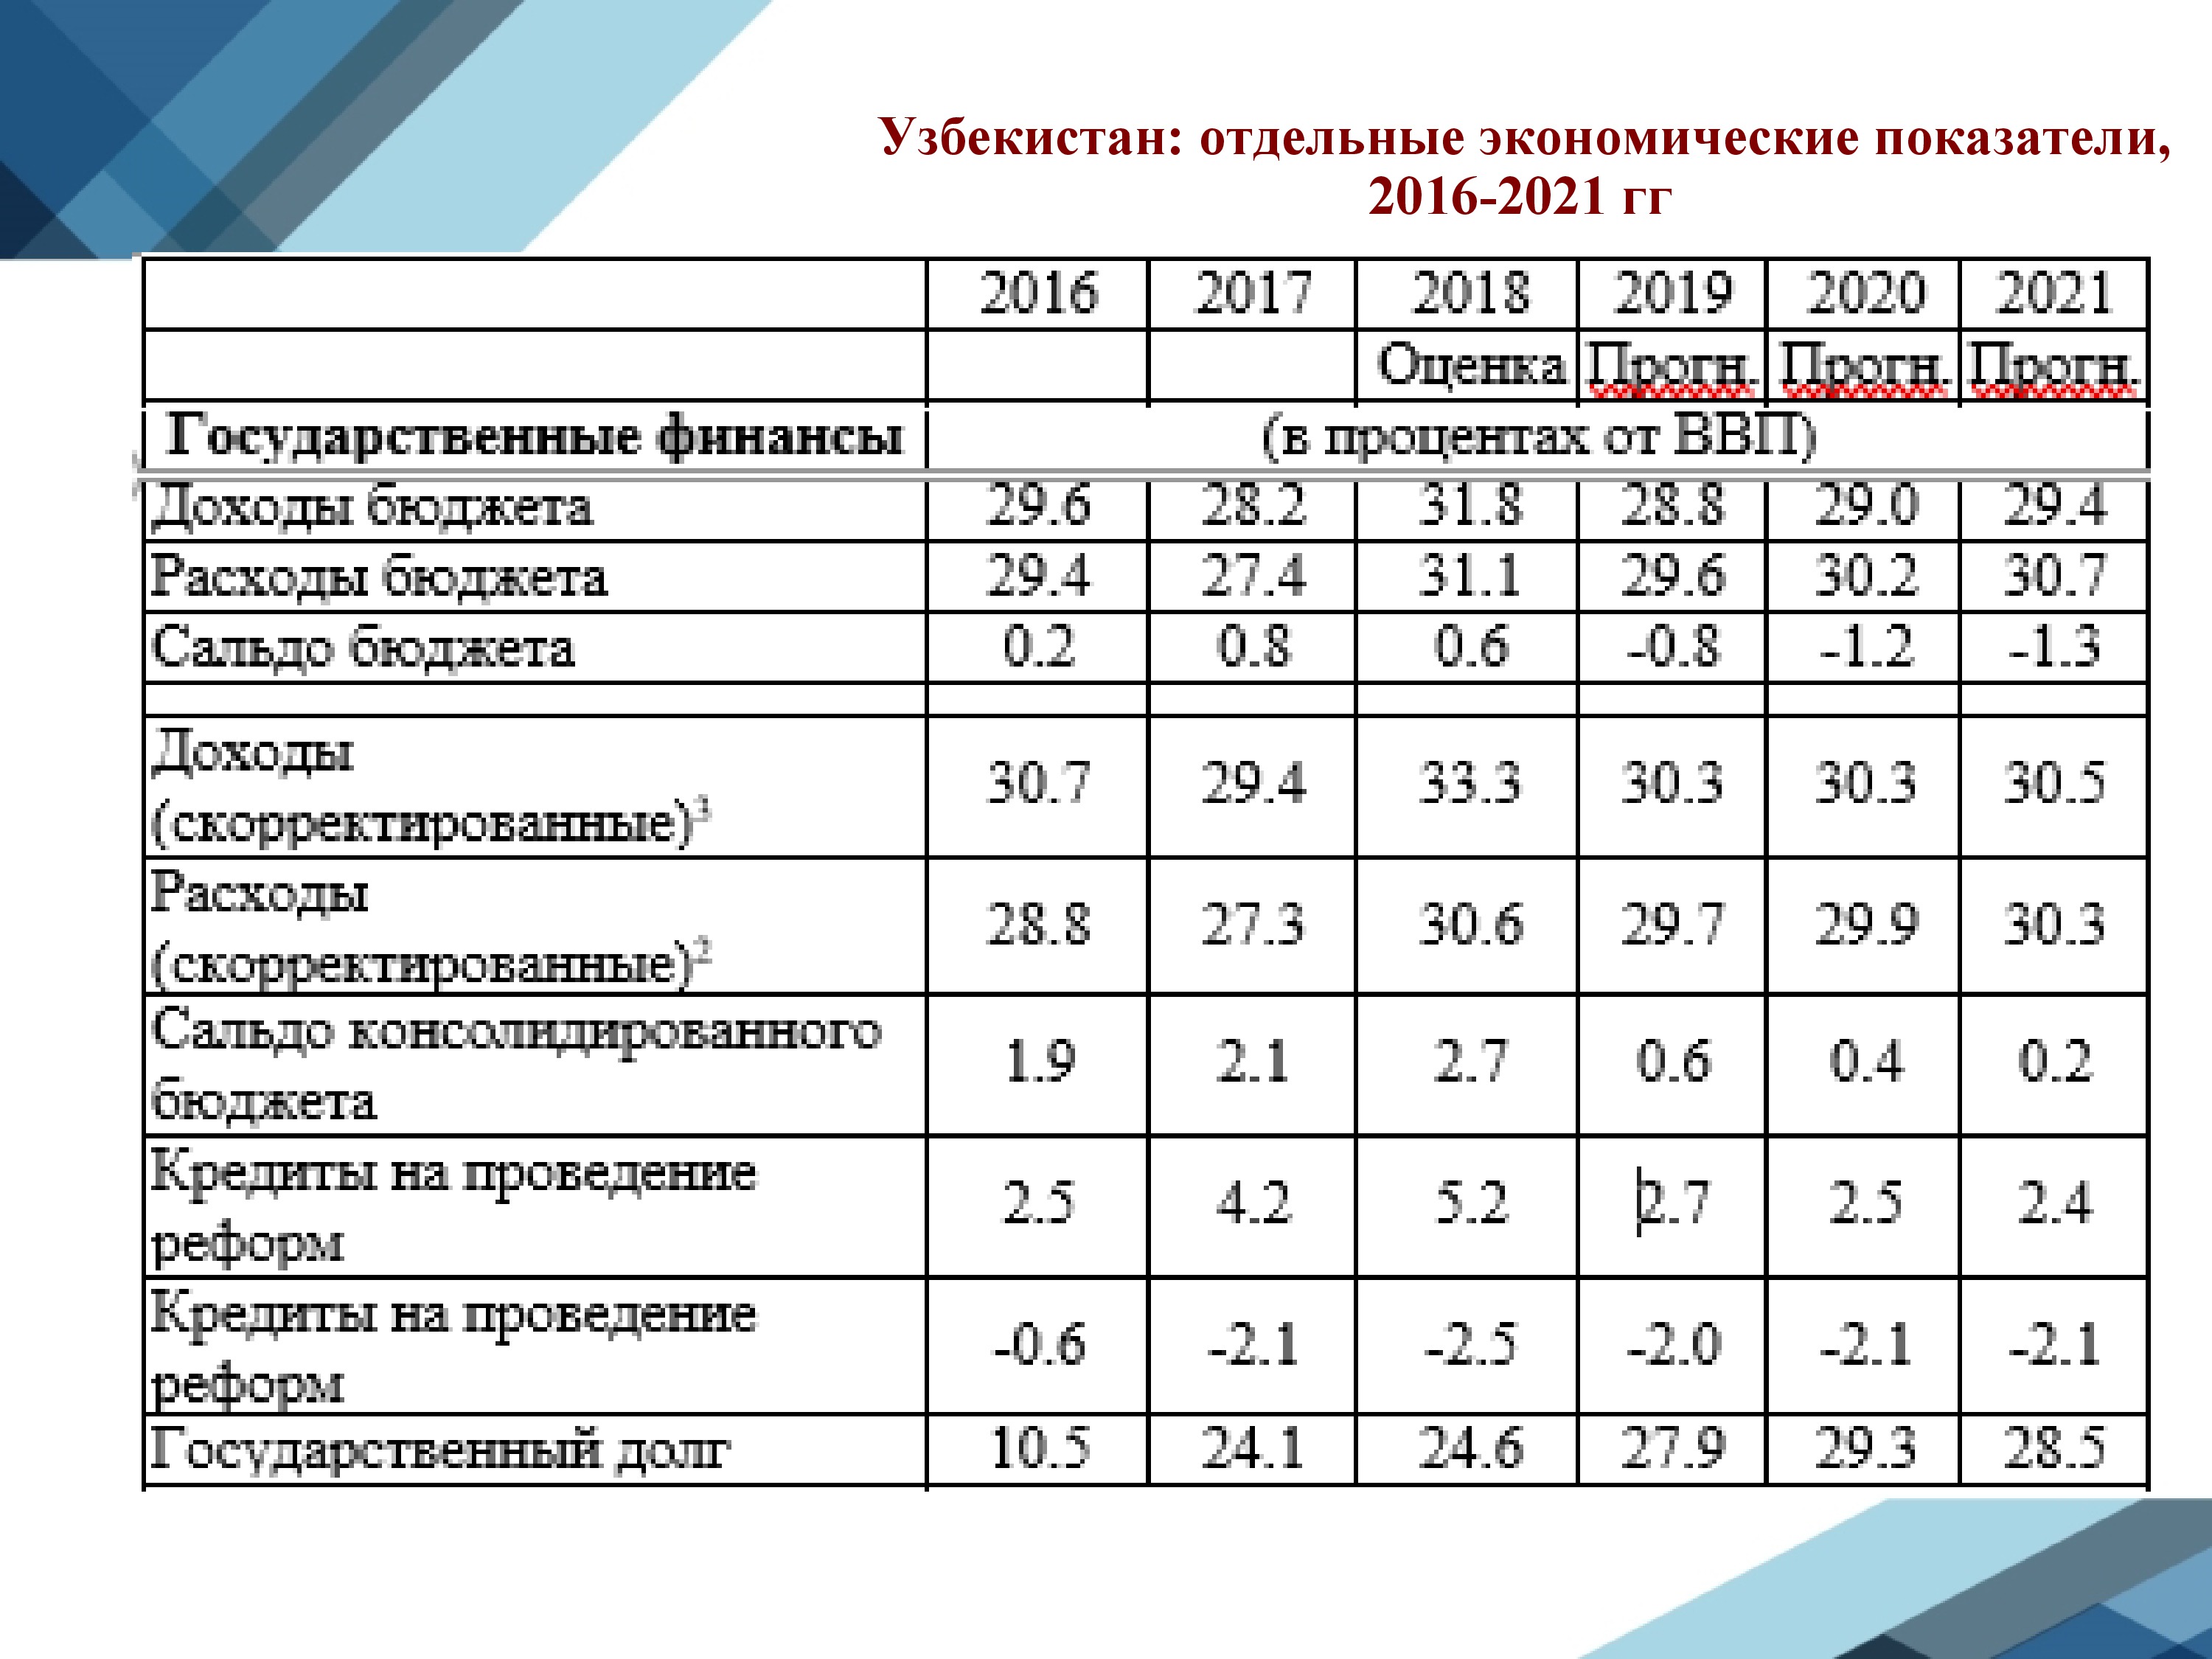 Узбекистан: отдельные экономические показатели,
2016-2021 гг
2016 2017 2018 2019 2020 2021
Оценка Прогн. Прогн. Прогн.
Государственные финансы (в процентах от ВВП)
Доходы бюджета 29.6 28.2 31.8 28.8 29.0 29.4
Расходы бюджета 29.4 27.4 31.1 29.6 30.2 30.7
Сальдо бюджета 0.2 0.8 0.6 -0.8 -1.2 -1.3
Доходы
(скорректированные)³ 30.7 29.4 33.3 30.3 30.3 30.5
Расходы
(скорректированные)² 28.8 27.3 30.6 29.7 29.9 30.3
Сальдо консолидированного
бюджета 1.9 2.1 2.7 0.6 0.4 0.2
Кредиты на проведение
реформ 2.5 4.2 5.2 2.7 2.5 2.4
Кредиты на проведение
реформ -0.6 -2.1 -2.5 -2.0 -2.1 -2.1
Государственный долг 10.5 24.1 24.6 27.9 29.3 28.5